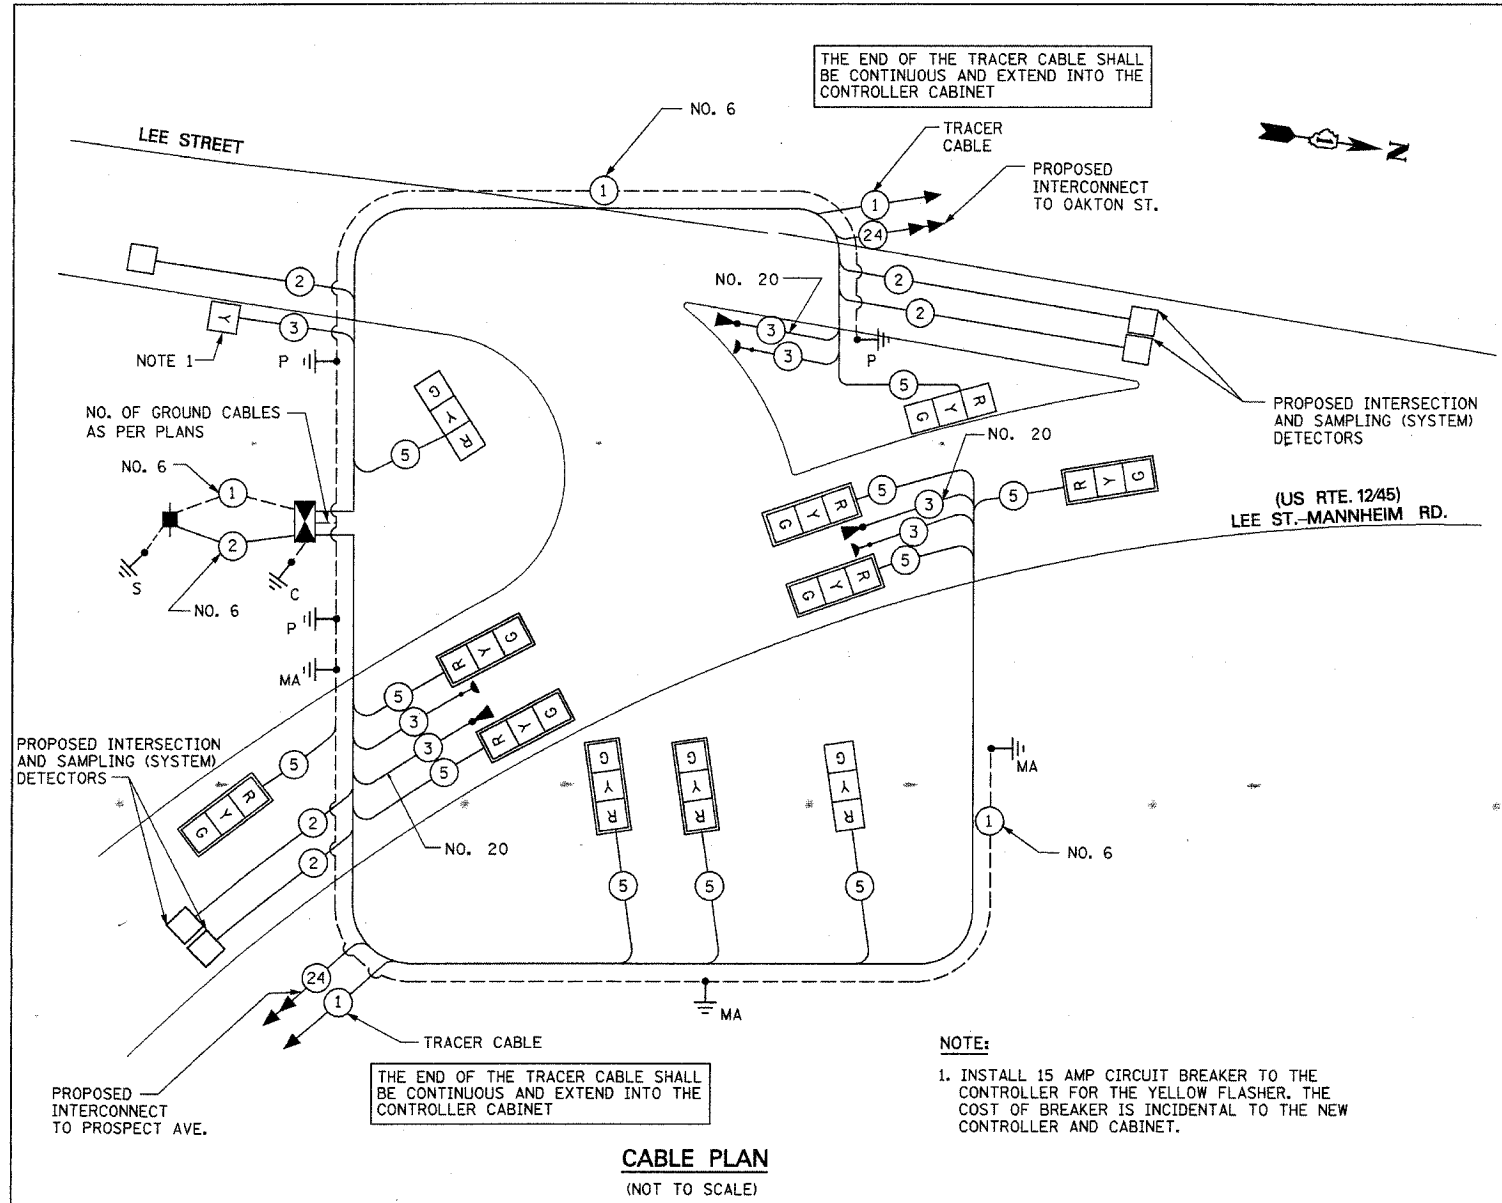 THE END OF THE TRACER CABLE SHALL
BE CONTINUOUS AND EXTEND INTO THE
CONTROLLER CABINET
NO. 6
1
LEE STREET
TRACER
CABLE
1
24
PROPOSED
INTERCONNECT
TO OAKTON ST.
N
2
Y
3
NOTE 1
P
NO. 20
3
3
P
2
2
5
R
Y
G
PROPOSED INTERSECTION
AND SAMPLING (SYSTEM)
DETECTORS
NO. OF GROUND CABLES
AS PER PLANS
G
Y
R
5
NO. 6
1
2
S
C
NO. 6
NO. 20
5
3
3
5
R
Y
G
R
Y
G
5
R
Y
G
(US RTE. 12/45)
LEE ST.-MANNHEIM RD.
P
MA
5
3
3
5
R
Y
G
R
Y
G
PROPOSED INTERSECTION
AND SAMPLING (SYSTEM)
DETECTORS
5
R
Y
G
2
2
NO. 20
G
Y
R
G
Y
R
G
Y
R
5
5
5
MA
1
NO. 6
24
1
MA
TRACER CABLE
THE END OF THE TRACER CABLE SHALL
BE CONTINUOUS AND EXTEND INTO THE
CONTROLLER CABINET
PROPOSED
INTERCONNECT
TO PROSPECT AVE.
NOTE:
1. INSTALL 15 AMP CIRCUIT BREAKER TO THE
CONTROLLER FOR THE YELLOW FLASHER. THE
COST OF BREAKER IS INCIDENTAL TO THE NEW
CONTROLLER AND CABINET.
CABLE PLAN
(NOT TO SCALE)